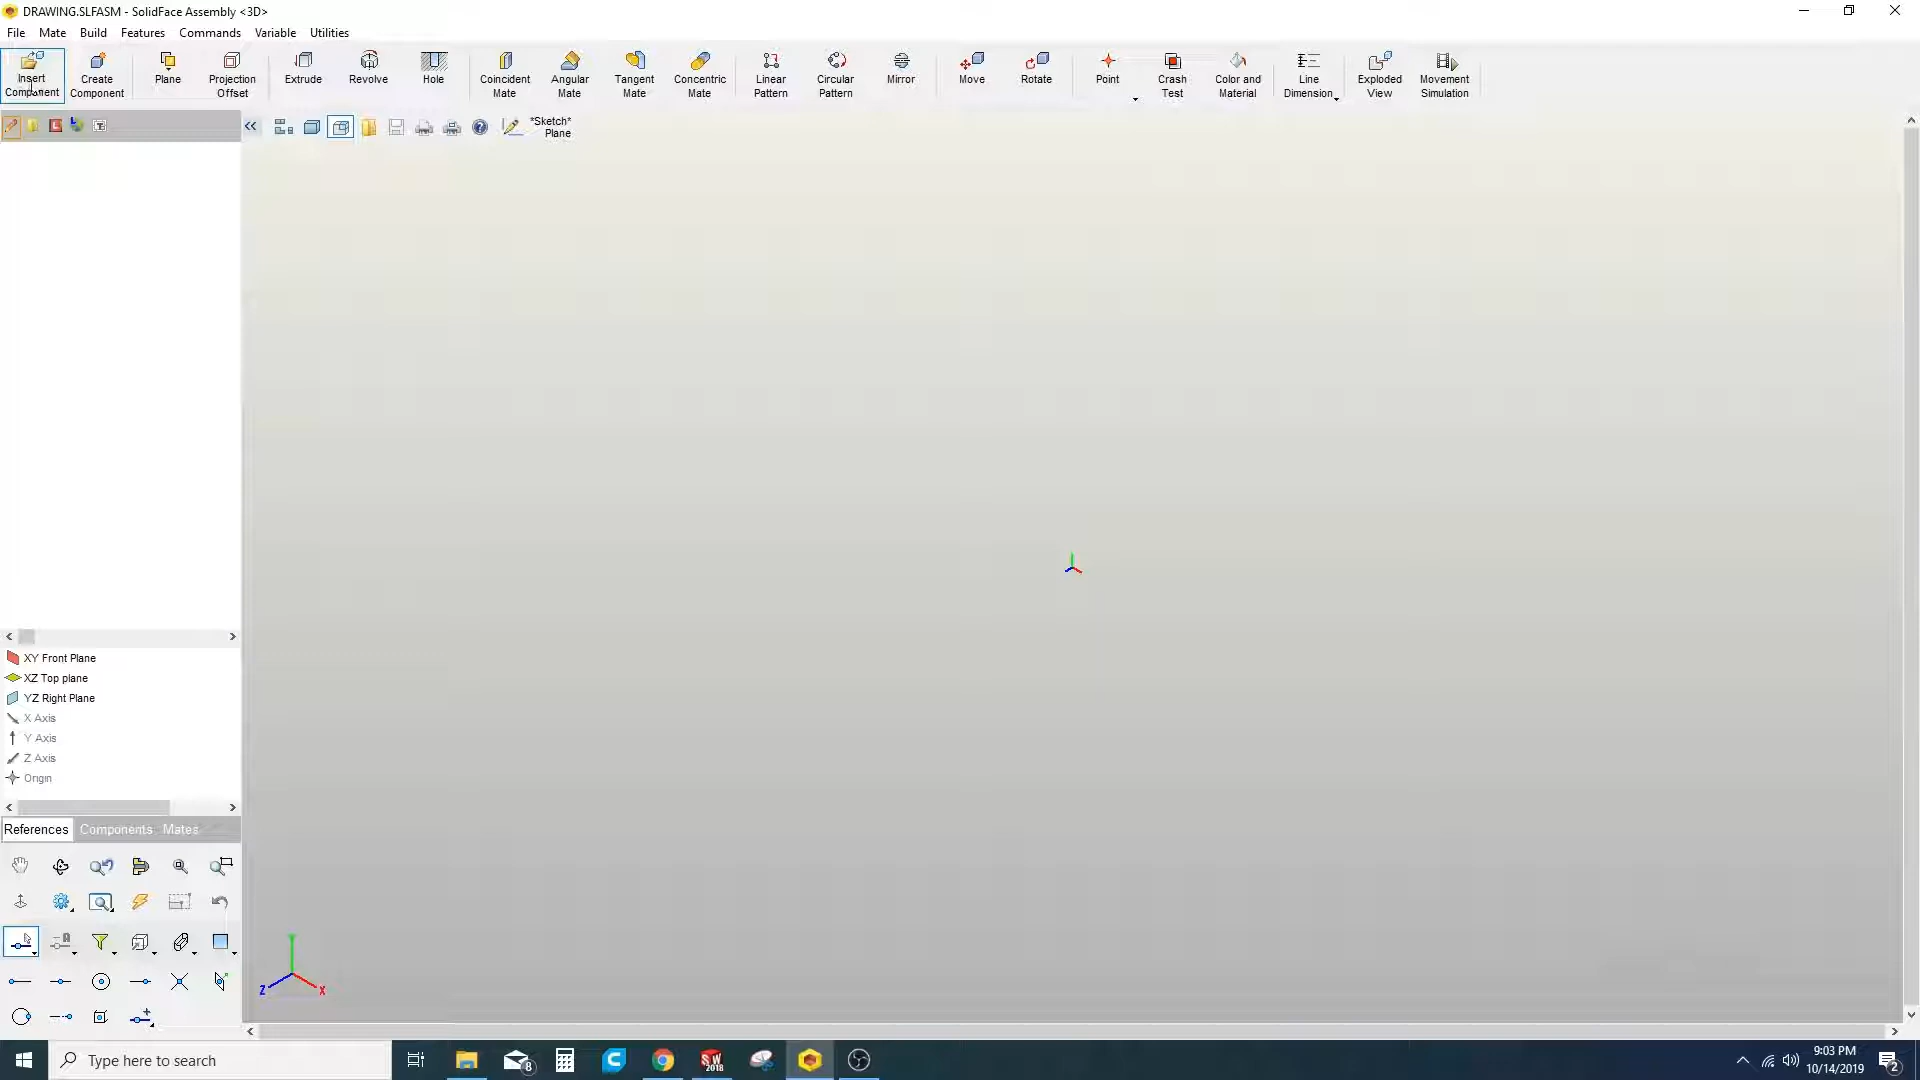 DRAWING.SLFASM - SolidFace Assembly <3D>
File Mate Build Features Commands Variable Utilities
Insert Component
Create Component
Plane
Projection Offset
Extrude
Revolve
Hole
Coincident Mate
Angular Mate
Tangent Mate
Concentric Mate
Linear Pattern
Circular Pattern
Mirror
Move
Rotate
Point
Crash Test
Color and Material
Line Dimension
Exploded View
Movement Simulation
*Sketch*
Plane
XY Front Plane
XZ Top plane
YZ Right Plane
X Axis
Y Axis
Z Axis
Origin
References Components Mates
Z X
Type here to search
8
SW 2018
9:03 PM
10/14/2019
2